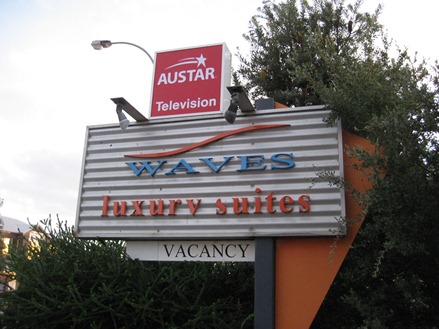 AUSTAR
Television
WAVES
luxury suites
VACANCY